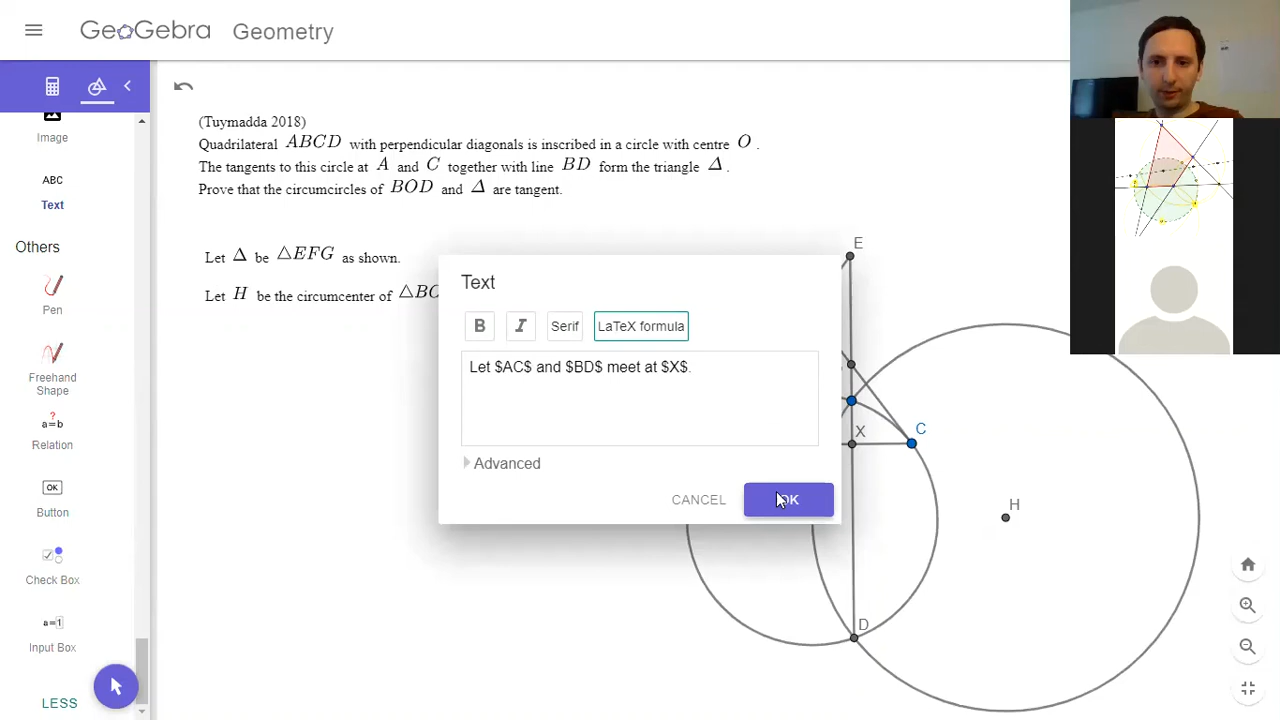 GeoGebra Geometry
Image
ABC
Text
Others
Pen
Freehand
Shape
?
a=b
Relation
OK
Button
Check Box
a=1
Input Box
LESS
(Tuymadda 2018)
Quadrilateral ABCD with perpendicular diagonals is inscribed in a circle with centre O .
The tangents to this circle at A and C together with line BD form the triangle Δ .
Prove that the circumcircles of BOD and Δ are tangent.
Let Δ be △EFG as shown.
Let H be the circumcenter of △BO
Text
B I Serif LaTeX formula
Let $AC$ and $BD$ meet at $X$.
Advanced
CANCEL OK
E
C
X
H
D